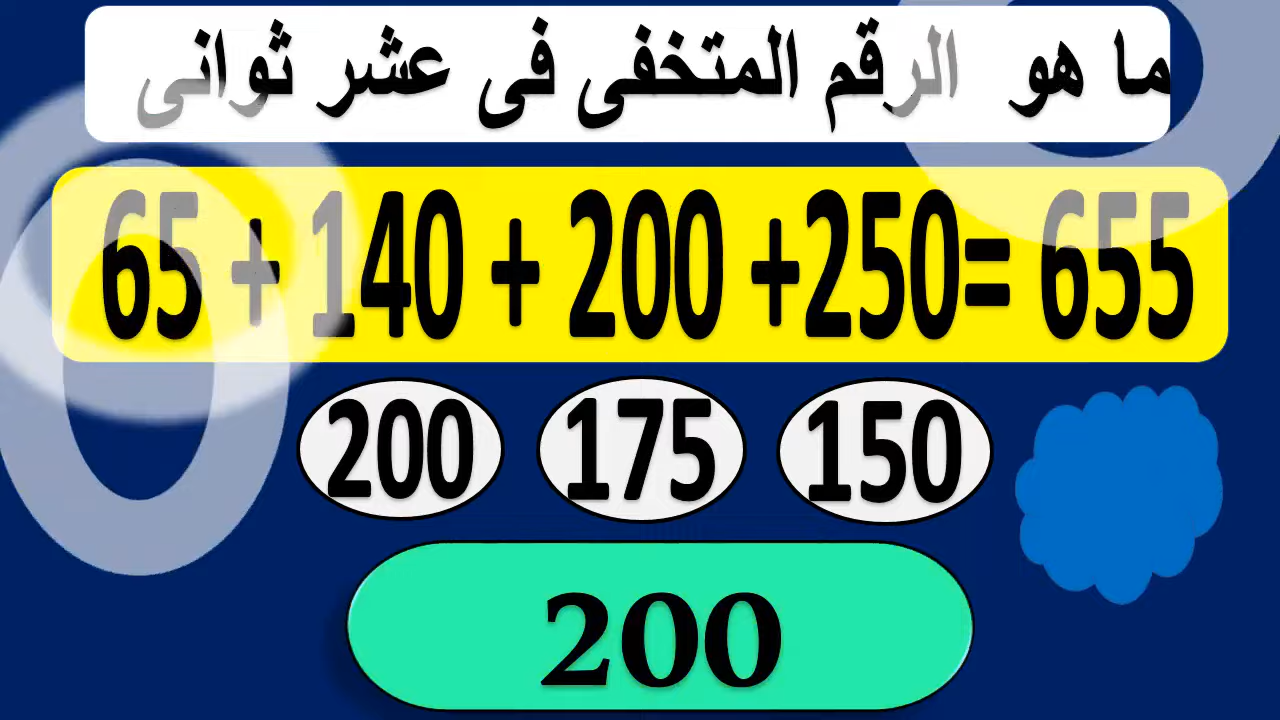 ما هو الرقم المتخفى فى عشر ثوانى
65 + 140 + 200 +250= 655
200 175 150
200